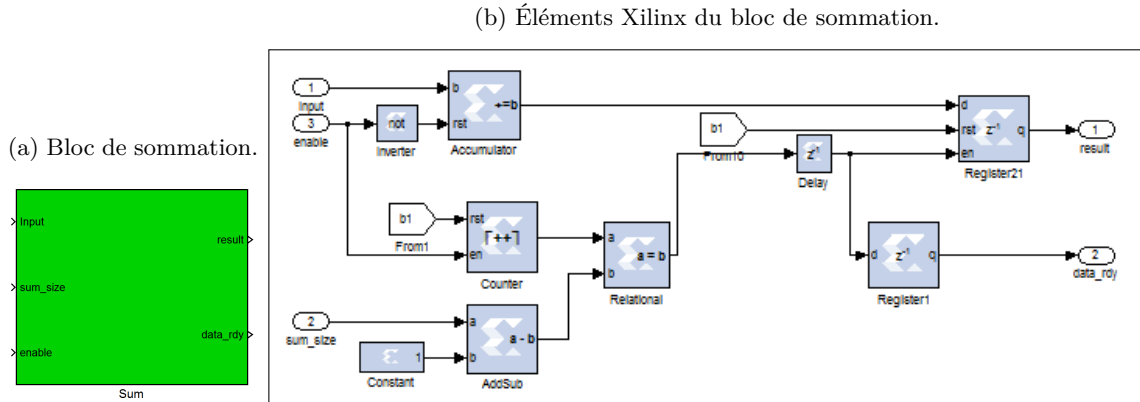 (b) Éléments Xilinx du bloc de sommation.
(a) Bloc de sommation.
Input
sum_size
enable
result
data_rdy
Sum
1
Input
3
enable
not
Inverter
b
rst
+=b
Accumulator
b1
From1
rst
en
++
Counter
2
sum_size
1
Constant
a
b
a - b
AddSub
a
b
a = b
Relational
b1
From10
z⁻¹
Delay
d
rst
en
z⁻¹
q
Register21
1
result
d
z⁻¹
q
Register1
2
data_rdy